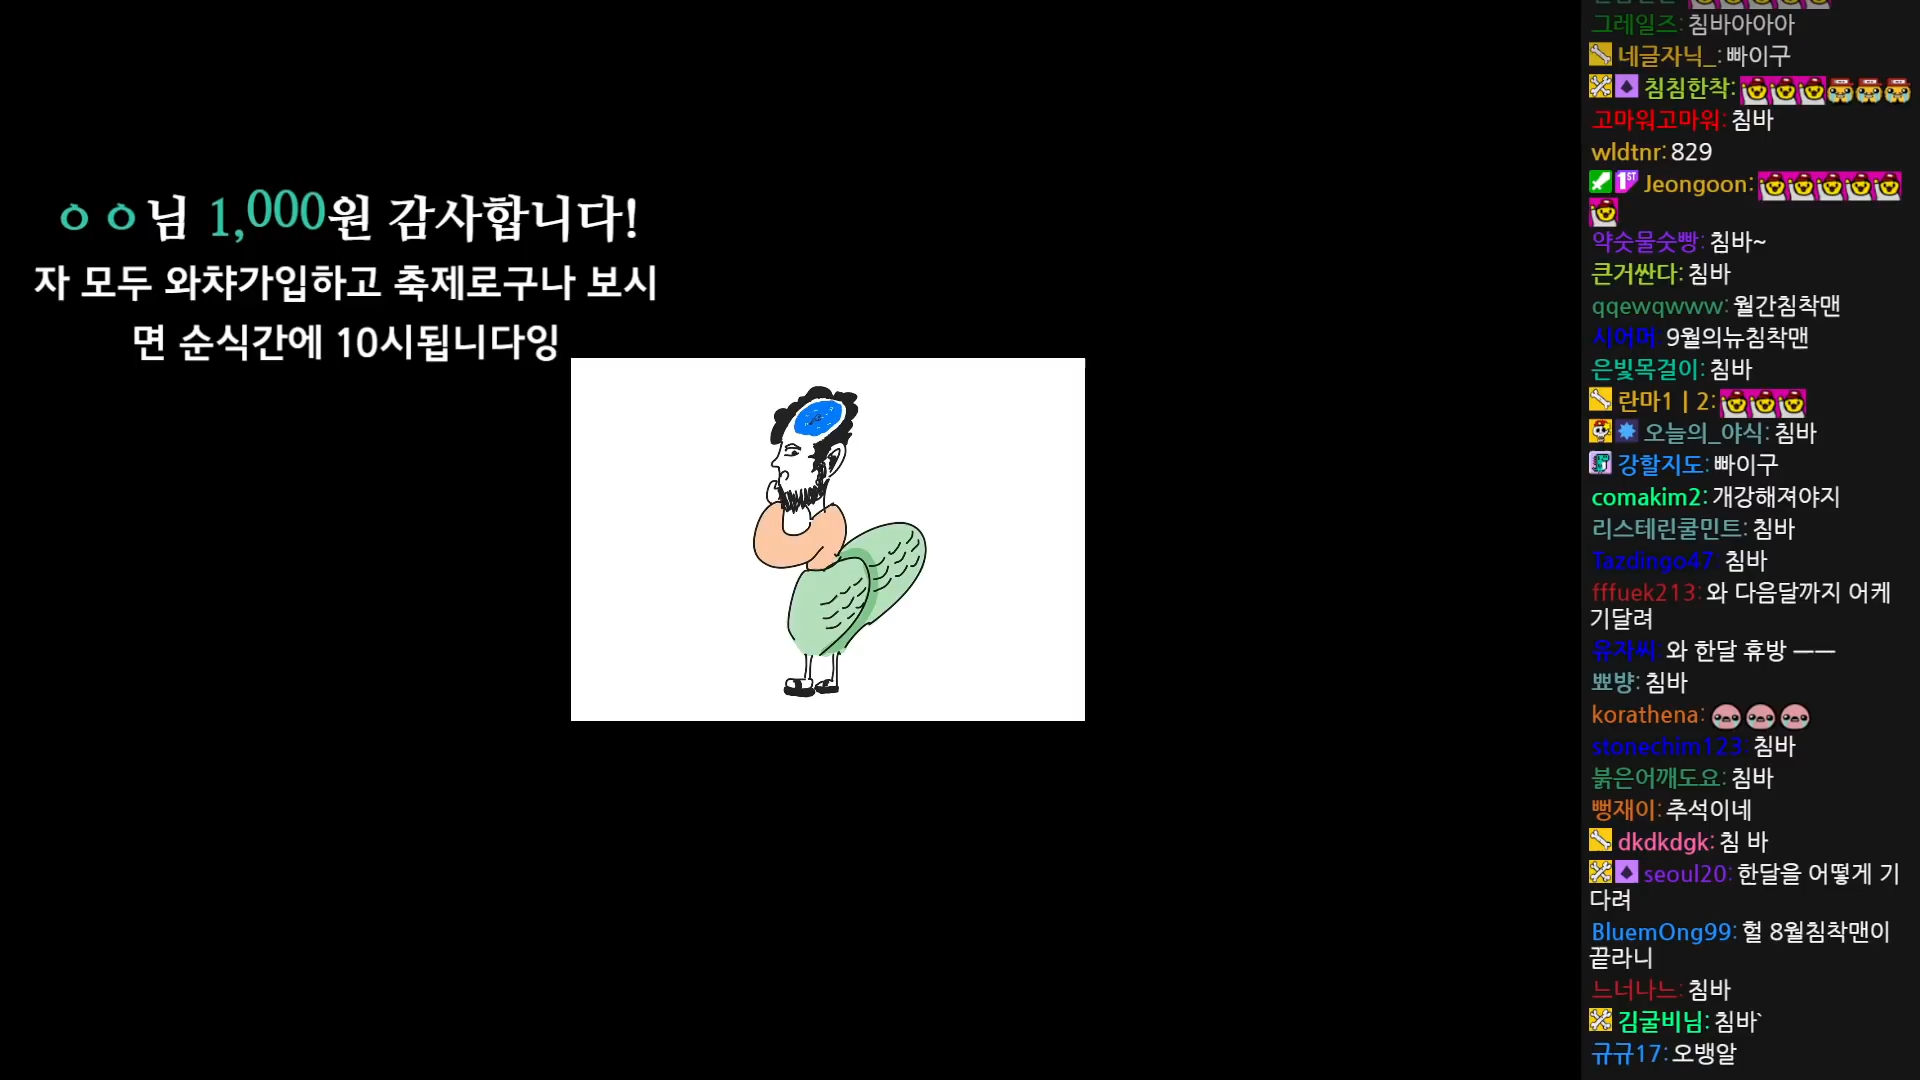 ㅇㅇ님 1,000원 감사합니다!
자 모두 와챠가입하고 축제로구나 보시
면 순식간에 10시됩니다잉
그레일즈: 침바아아아
네글자닉_: 빠이구
침침한착:
고마워고마워: 침바
wldtnr: 829
1ST Jeongoon:
약숫물숫빵: 침바~
큰거싼다: 침바
qqewqwww: 월간침착맨
시어머: 9월의뉴침착맨
은빛목걸이: 침바
란마1 | 2:
오늘의_야식: 침바
강할지도: 빠이구
comakim2: 개강해져야지
리스테린쿨민트: 침바
Tazdingo47: 침바
fffuek213: 와 다음달까지 어케
기달려
유자씨: 와 한달 휴방 ㅡㅡ
뾰뱡: 침바
korathena:
stonechim123: 침바
붉은어깨도요: 침바
뻥재이: 추석이네
dkdkdgk: 침 바
seoul20: 한달을 어떻게 기
다려
BluemOng99: 헐 8월침착맨이
끝라니
느너나느: 침바
김굴비님: 침바`
규규17: 오뱅알